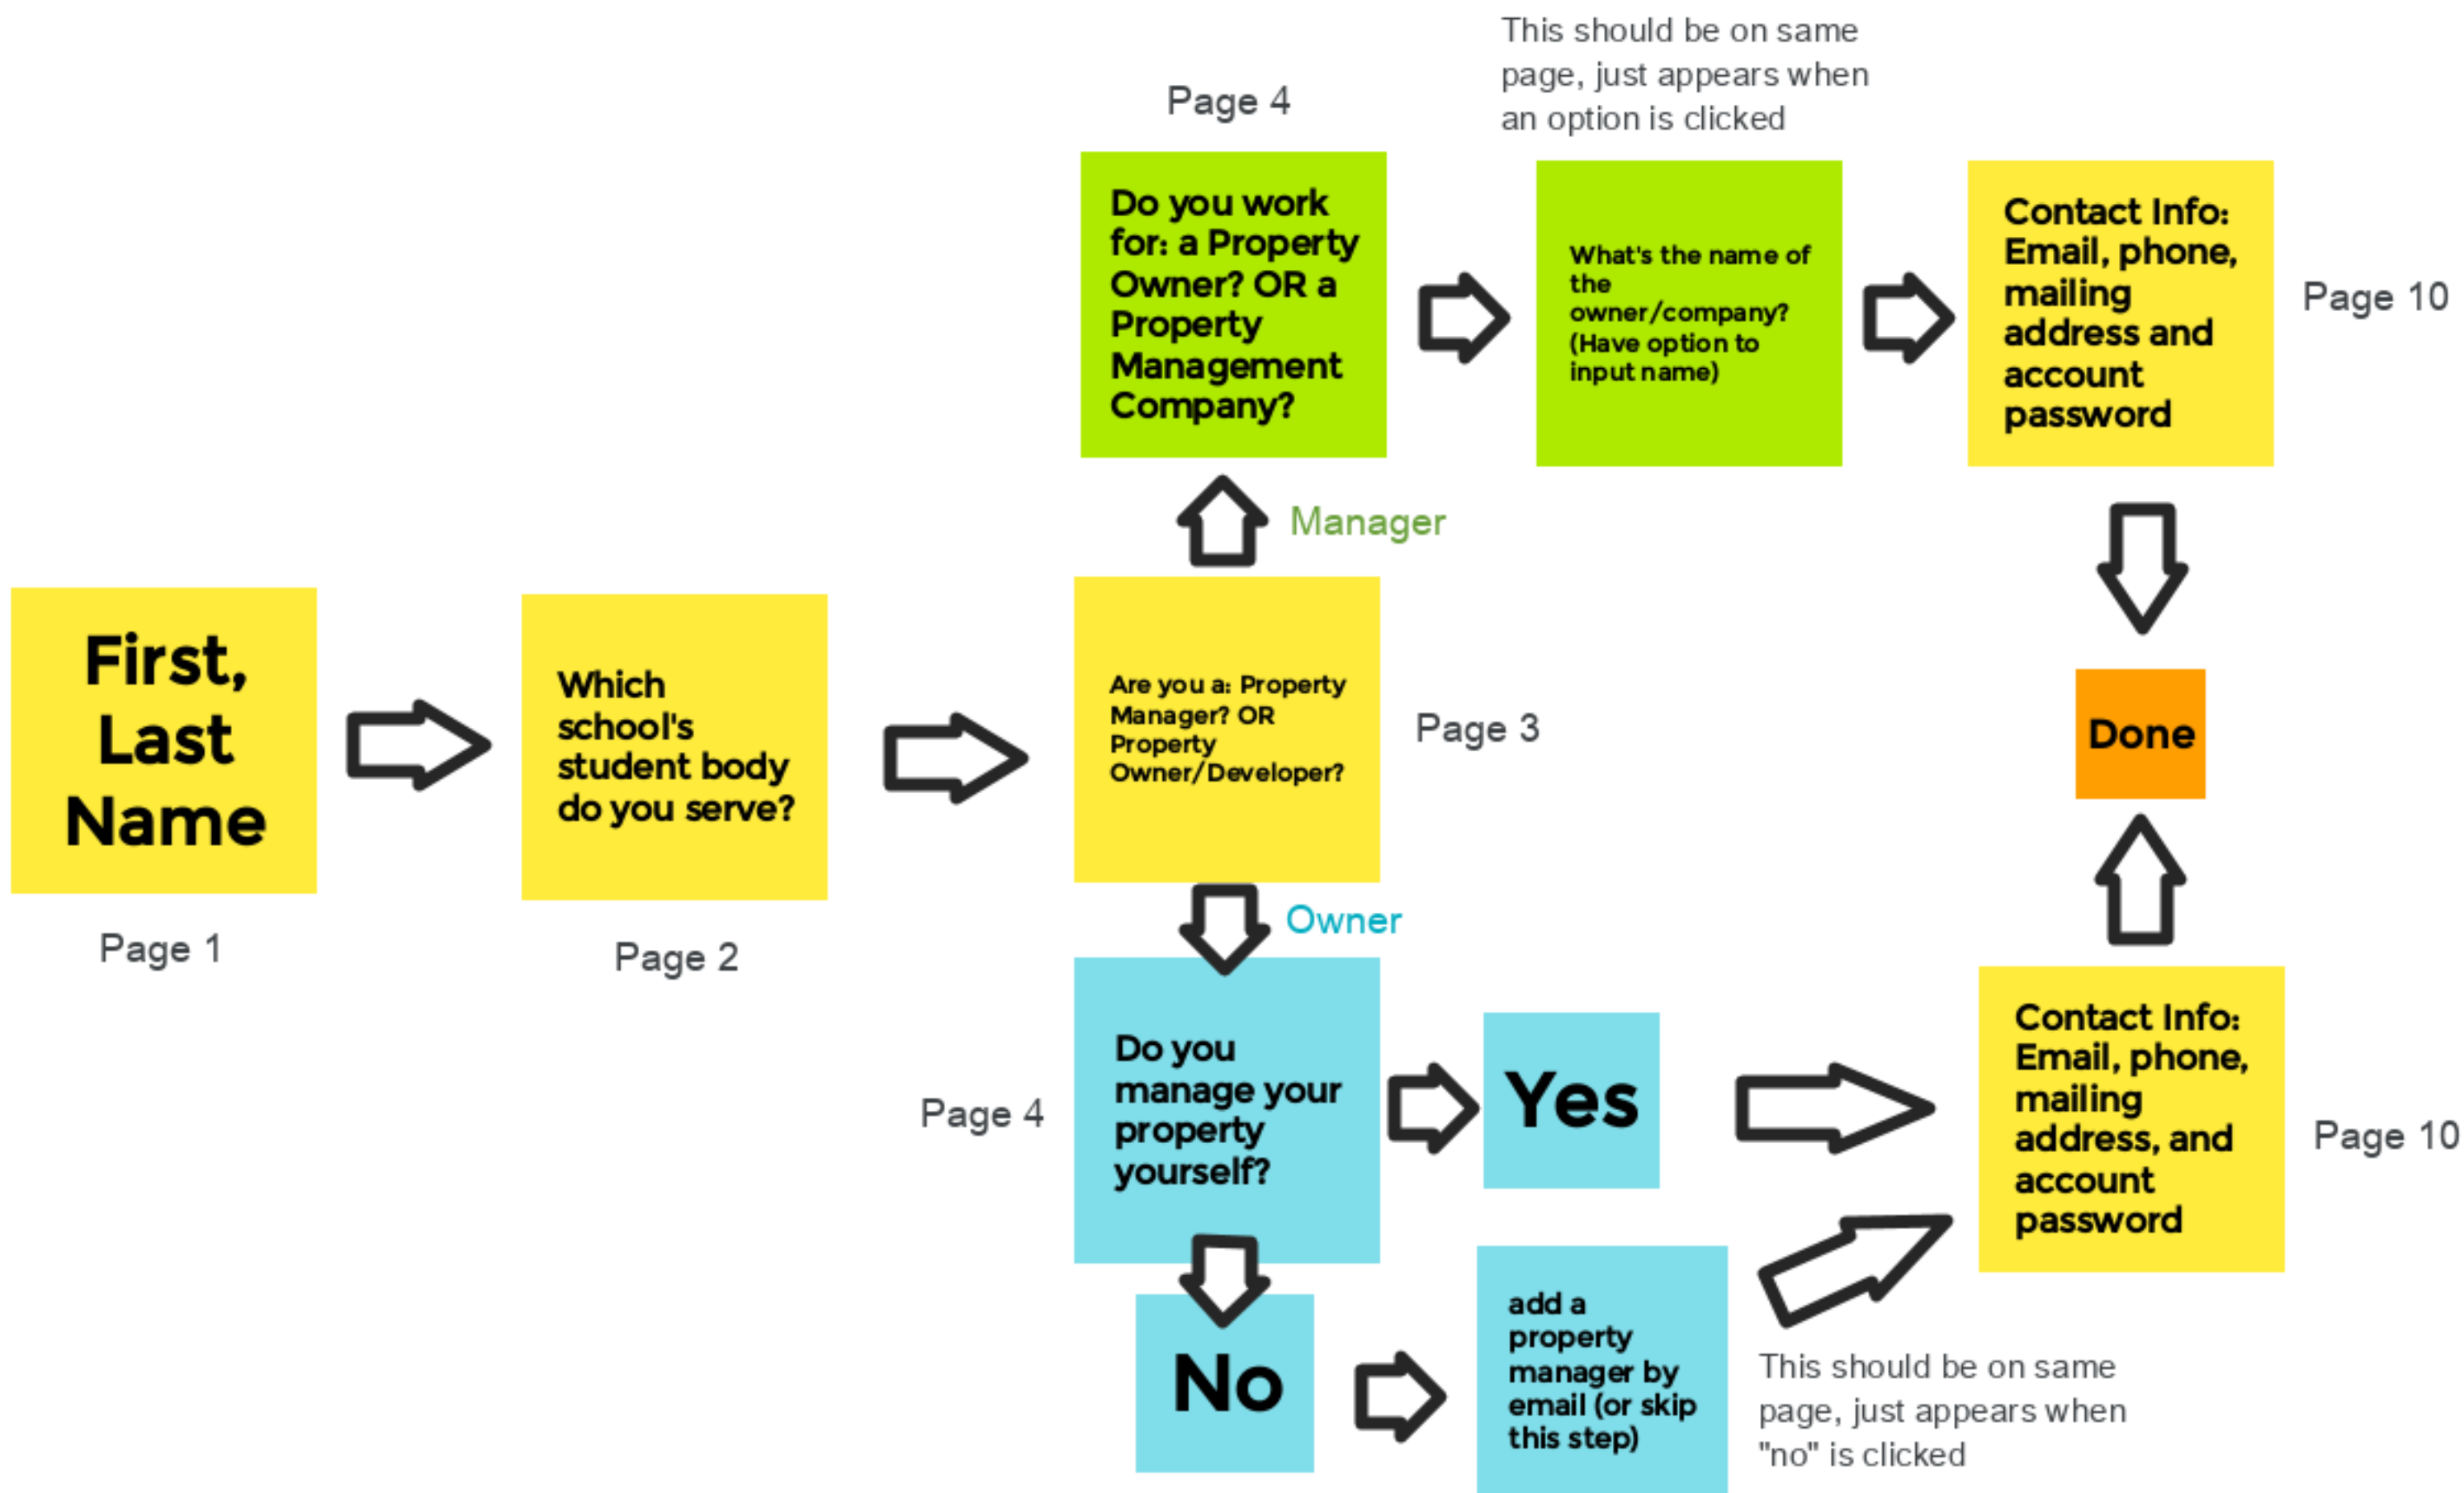 This should be on same
page, just appears when
an option is clicked
Page 4
Do you work
for: a Property
Owner? OR a
Property
Management
Company?
What's the name of
the
owner/company?
(Have option to
input name)
Contact Info:
Email, phone,
mailing
address and
account
password
Page 10
Manager
First,
Last
Name
Page 1
Which
school's
student body
do you serve?
Page 2
Are you a: Property
Manager? OR
Property
Owner/Developer?
Page 3
Done
Owner
Page 4
Do you
manage your
property
yourself?
Yes
Contact Info:
Email, phone,
mailing
address, and
account
password
Page 10
No
add a
property
manager by
email (or skip
this step)
This should be on same
page, just appears when
"no" is clicked